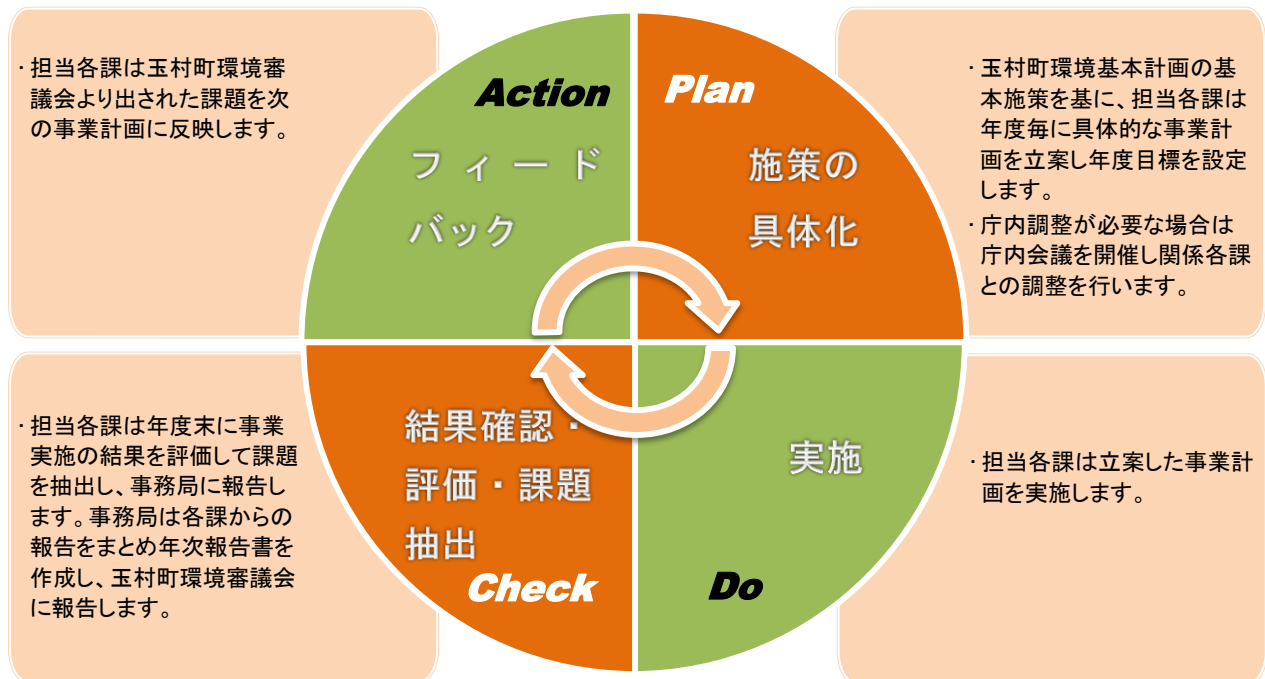 ・担当各課は玉村町環境審
議会より出された課題を次
の事業計画に反映します。
Action
フィード
バック
Plan
施策の
具体化
・玉村町環境基本計画の基
本施策を基に、担当各課は
年度毎に具体的な事業計
画を立案し年度目標を設定
します。
・庁内調整が必要な場合は
庁内会議を開催し関係各課
との調整を行います。
・担当各課は年度末に事業
実施の結果を評価して課題
を抽出し、事務局に報告し
ます。事務局は各課からの
報告をまとめ年次報告書を
作成し、玉村町環境審議会
に報告します。
結果確認・
評価・課題
抽出
Check
実施
Do
・担当各課は立案した事業計
画を実施します。